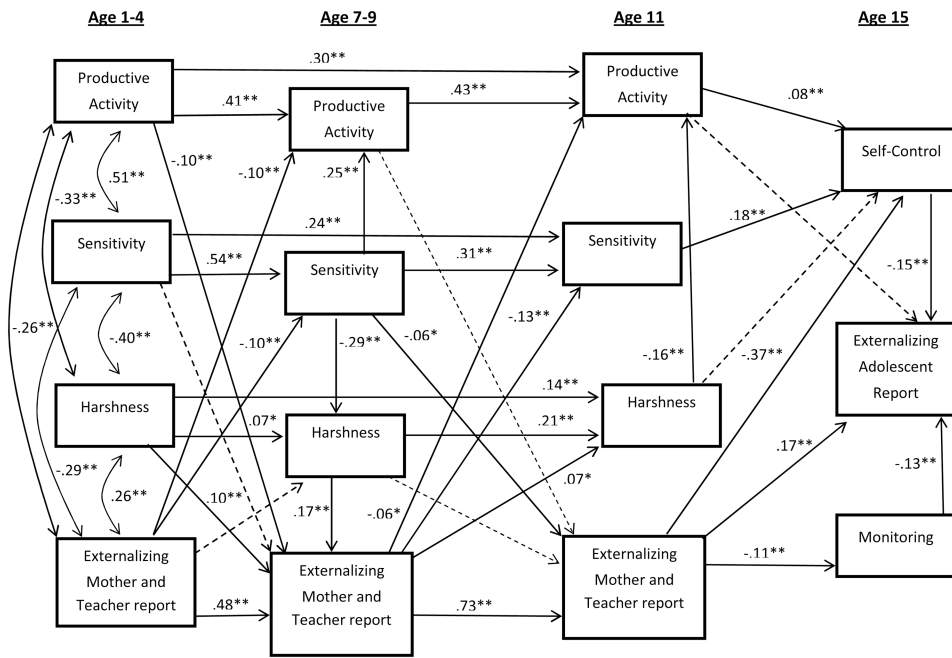 Age 1-4
Age 7-9
Age 11
Age 15
Productive
Activity
.30**
Productive
Activity
.08**
.41**
Productive
Activity
.43**
Self-Control
-.10**
-.10**
.25**
.51**
-.33**
Sensitivity
.24**
Sensitivity
.18**
.54**
Sensitivity
.31**
-.15**
-.26**
-.40**
-.10**
-.29**
-.06*
-.13**
-.16**
-.37**
Externalizing
Adolescent
Report
Harshness
.14**
Harshness
.07*
Harshness
.21**
-.29**
.26**
.10**
.17**
-.06*
.07*
.17**
-.13**
Externalizing
Mother and
Teacher report
Externalizing
Mother and
Teacher report
Externalizing
Mother and
Teacher report
-.11**
Monitoring
.48**
.73**